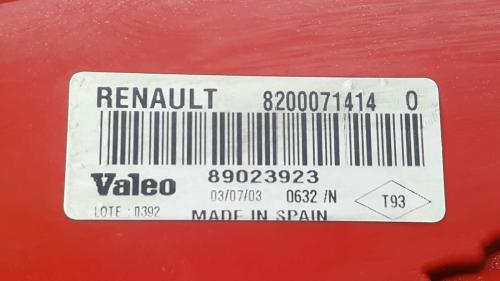 RENAULT 8200071414 0
Valeo 89023923
03/07/03 0632 /N T93
LOTE : 0392 MADE IN SPAIN